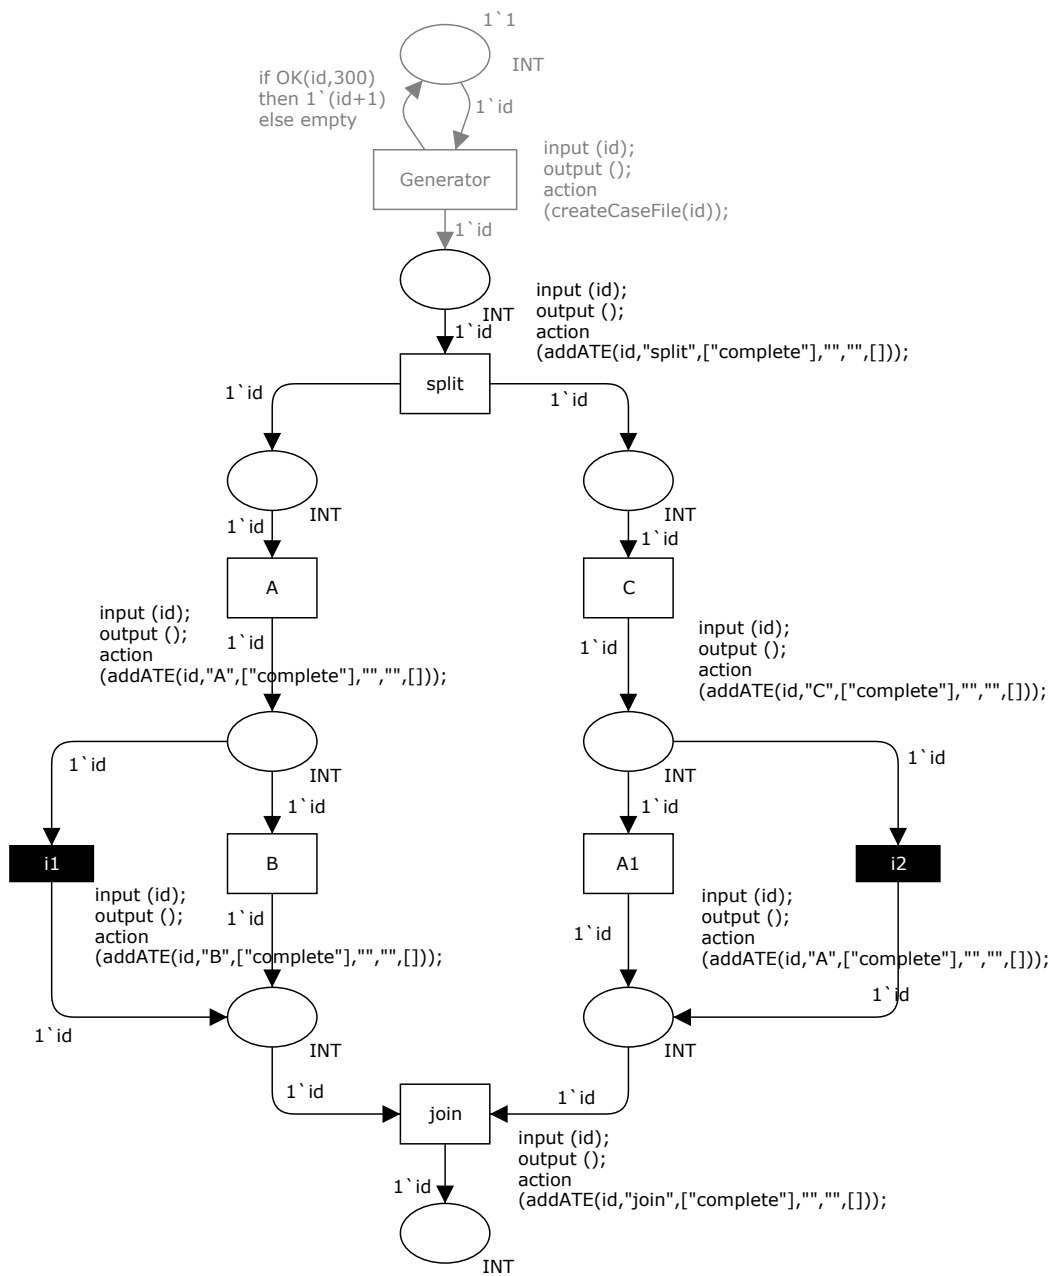 1`1
INT
if OK(id,300)
then 1`(id+1)
else empty
1`id
input (id);
output ();
action
(createCaseFile(id));
Generator
1`id
INT
input (id);
output ();
action
(addATE(id,"split",["complete"],"","",[]));
1`id
split
1`id
1`id
INT
INT
1`id
1`id
A
C
input (id);
output ();
action
(addATE(id,"A",["complete"],"","",[]));
1`id
1`id
input (id);
output ();
action
(addATE(id,"C",["complete"],"","",[]));
INT
INT
1`id
1`id
1`id
1`id
i1
B
A1
i2
input (id);
output ();
action
(addATE(id,"B",["complete"],"","",[]));
1`id
1`id
input (id);
output ();
action
(addATE(id,"A",["complete"],"","",[]));
1`id
1`id
INT
INT
1`id
1`id
join
input (id);
output ();
action
(addATE(id,"join",["complete"],"","",[]));
1`id
INT